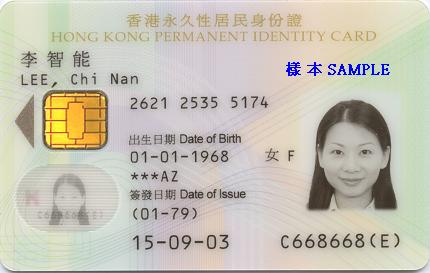 香港永久性居民身份證
HONG KONG PERMANENT IDENTITY CARD
李智能
LEE, Chi Nan
樣本 SAMPLE
2621 2535 5174
出生日期 Date of Birth
01-01-1968 女 F
***AZ
簽發日期 Date of Issue
(01-79)
15-09-03
C668668(E)